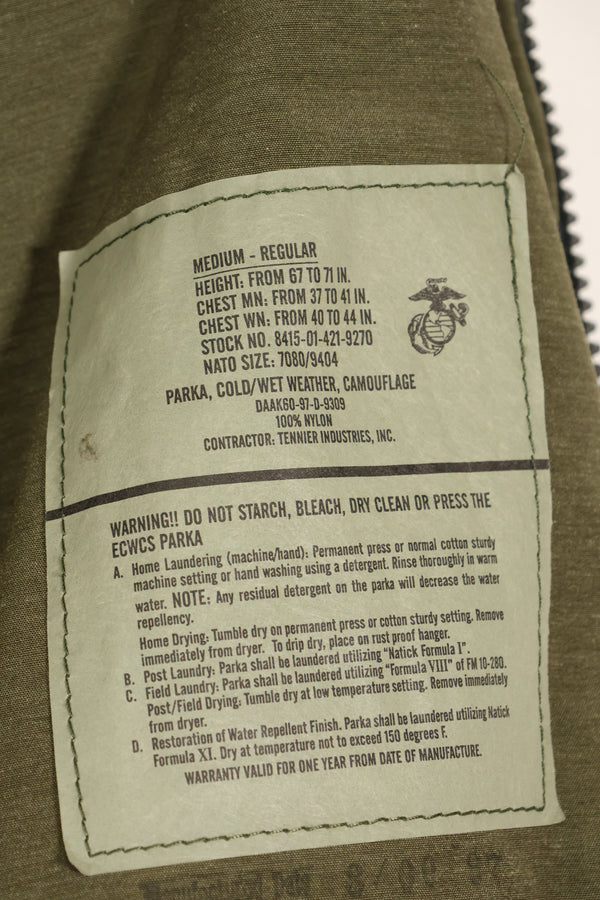 MEDIUM - REGULAR
HEIGHT: FROM 67 TO 71 IN.
CHEST MN: FROM 37 TO 41 IN.
CHEST WN: FROM 40 TO 44 IN.
STOCK NO. 8415-01-421-9270
NATO SIZE: 7080/9404
PARKA, COLD/WET WEATHER, CAMOUFLAGE
DAAK60-97-D-9309
100% NYLON
CONTRACTOR: TENNIER INDUSTRIES, INC.
WARNING!! DO NOT STARCH, BLEACH, DRY CLEAN OR PRESS THE
ECWCS PARKA
A. Home Laundering (machine/hand): Permanent press or normal cotton sturdy
machine setting or hand washing using a detergent. Rinse thoroughly in warm
water. NOTE: Any residual detergent on the parka will decrease the water
repellency.
Home Drying: Tumble dry on permanent press or cotton sturdy setting. Remove
immediately from dryer. To drip dry, place on rust proof hanger.
B. Post Laundry: Parka shall be laundered utilizing "Natick Formula I".
C. Field Laundry: Parka shall be laundered utilizing "Formula VIII" of FM 10-280.
Post/Field Drying: Tumble dry at low temperature setting. Remove immediately
from dryer.
D. Restoration of Water Repellent Finish. Parka shall be laundered utilizing Natick
Formula XI. Dry at temperature not to exceed 150 degrees F.
WARRANTY VALID FOR ONE YEAR FROM DATE OF MANUFACTURE.